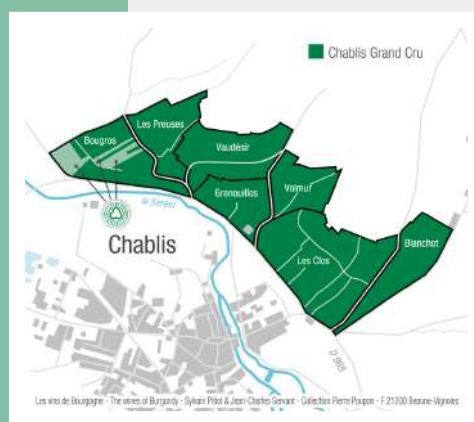 Chablis Grand Cru
Les Preuses
Bougros
Vaudésir
Valmur
Grenouilles
le Serein
Blanchot
Chablis
Les Clos
D 965
Les vins de Bourgogne - The wines of Burgundy - Sylvain Pitiot & Jean-Charles Servant - Collection Pierre Poupon - F 21200 Beaune-Vignoles